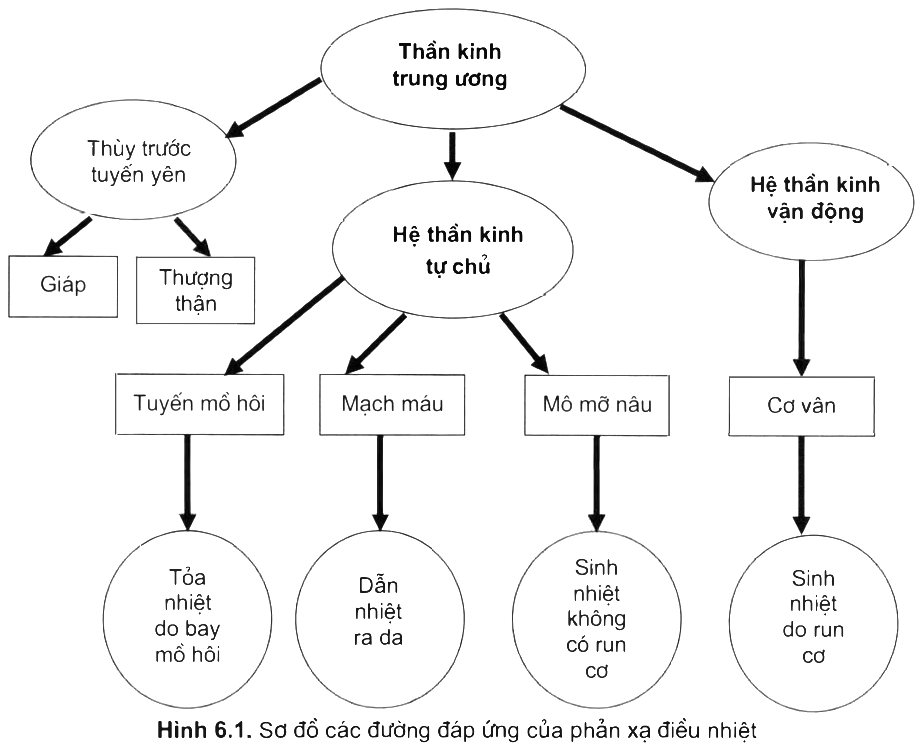 Thần kinh
trung ương
Thùy trước
tuyến yên
Hệ thần kinh
vận động
Hệ thần kinh
tự chủ
Giáp
Thượng
thận
Tuyến mồ hôi
Mạch máu
Mô mỡ nâu
Cơ vân
Tỏa
nhiệt
do bay
mồ hôi
Dẫn
nhiệt
ra da
Sinh
nhiệt
không
có run
cơ
Sinh
nhiệt
do run
cơ
Hình 6.1. Sơ đồ các đường đáp ứng của phản xạ điều nhiệt